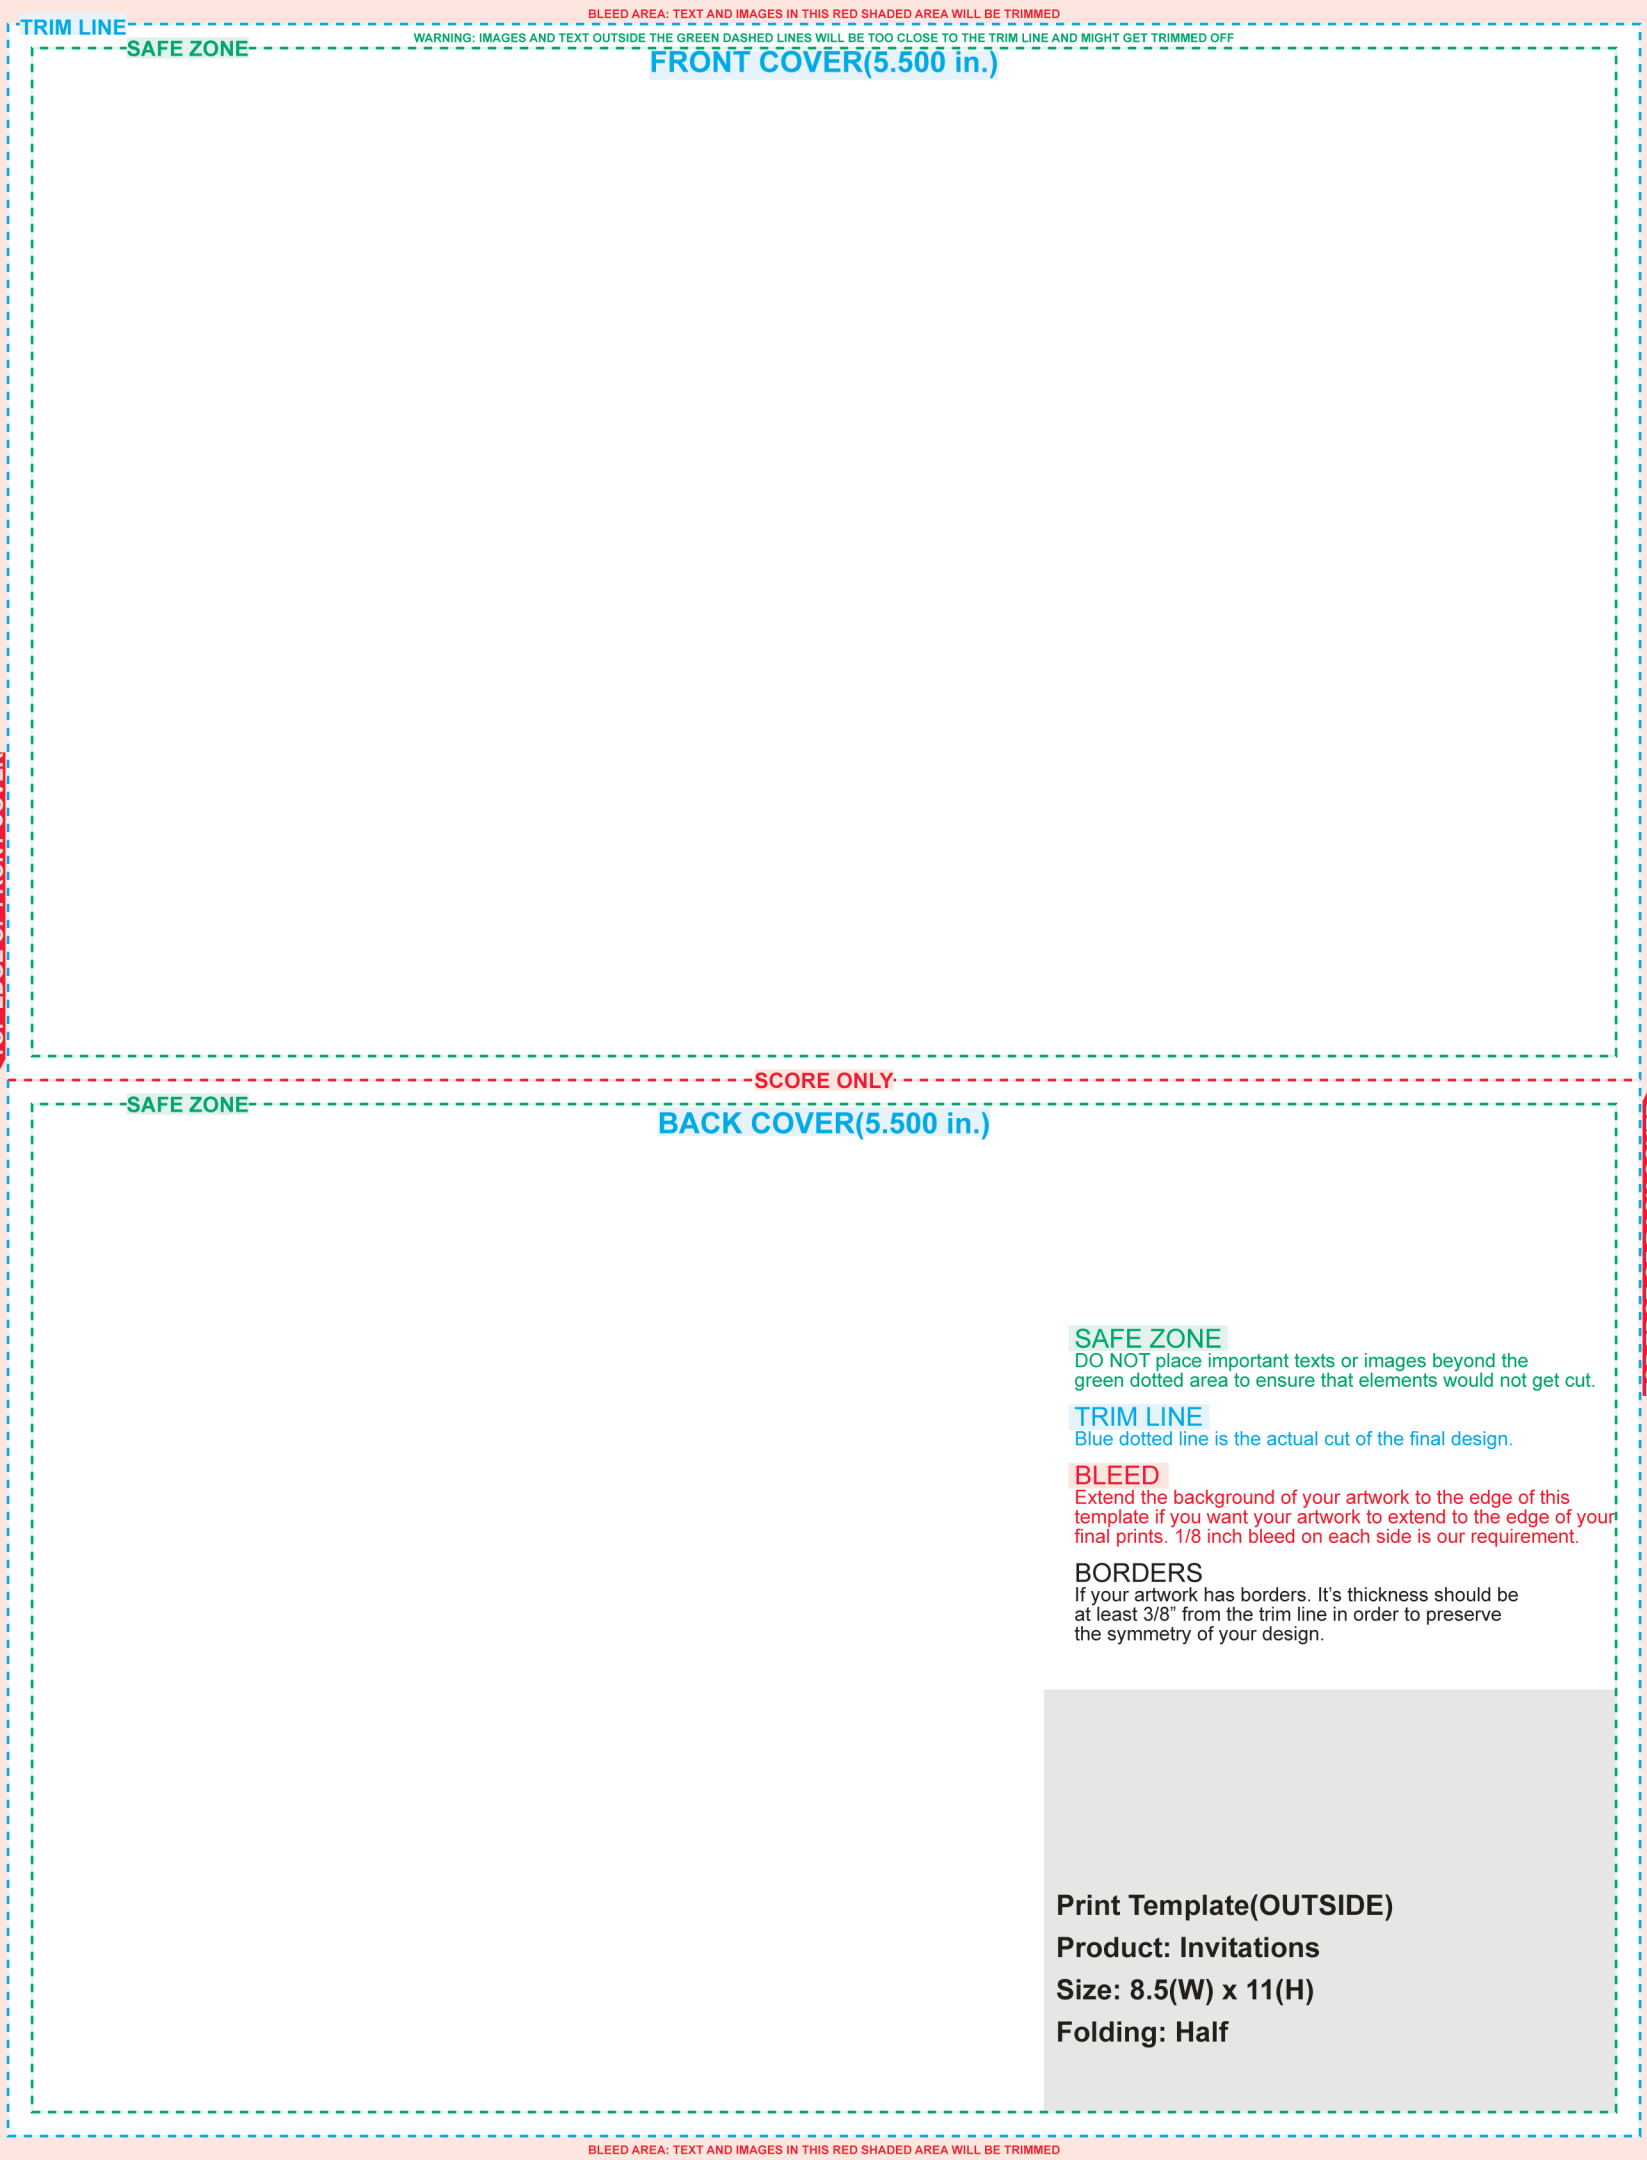 BLEED AREA: TEXT AND IMAGES IN THIS RED SHADED AREA WILL BE TRIMMED
TRIM LINE
WARNING: IMAGES AND TEXT OUTSIDE THE GREEN DASHED LINES WILL BE TOO CLOSE TO THE TRIM LINE AND MIGHT GET TRIMMED OFF
SAFE ZONE
FRONT COVER(5.500 in.)
SCORE ONLY
SAFE ZONE
BACK COVER(5.500 in.)
SAFE ZONE
DO NOT place important texts or images beyond the
green dotted area to ensure that elements would not get cut.
TRIM LINE
Blue dotted line is the actual cut of the final design.
BLEED
Extend the background of your artwork to the edge of this
template if you want your artwork to extend to the edge of your
final prints. 1/8 inch bleed on each side is our requirement.
BORDERS
If your artwork has borders. It’s thickness should be
at least 3/8” from the trim line in order to preserve
the symmetry of your design.
Print Template(OUTSIDE)
Product: Invitations
Size: 8.5(W) x 11(H)
Folding: Half
BLEED AREA: TEXT AND IMAGES IN THIS RED SHADED AREA WILL BE TRIMMED